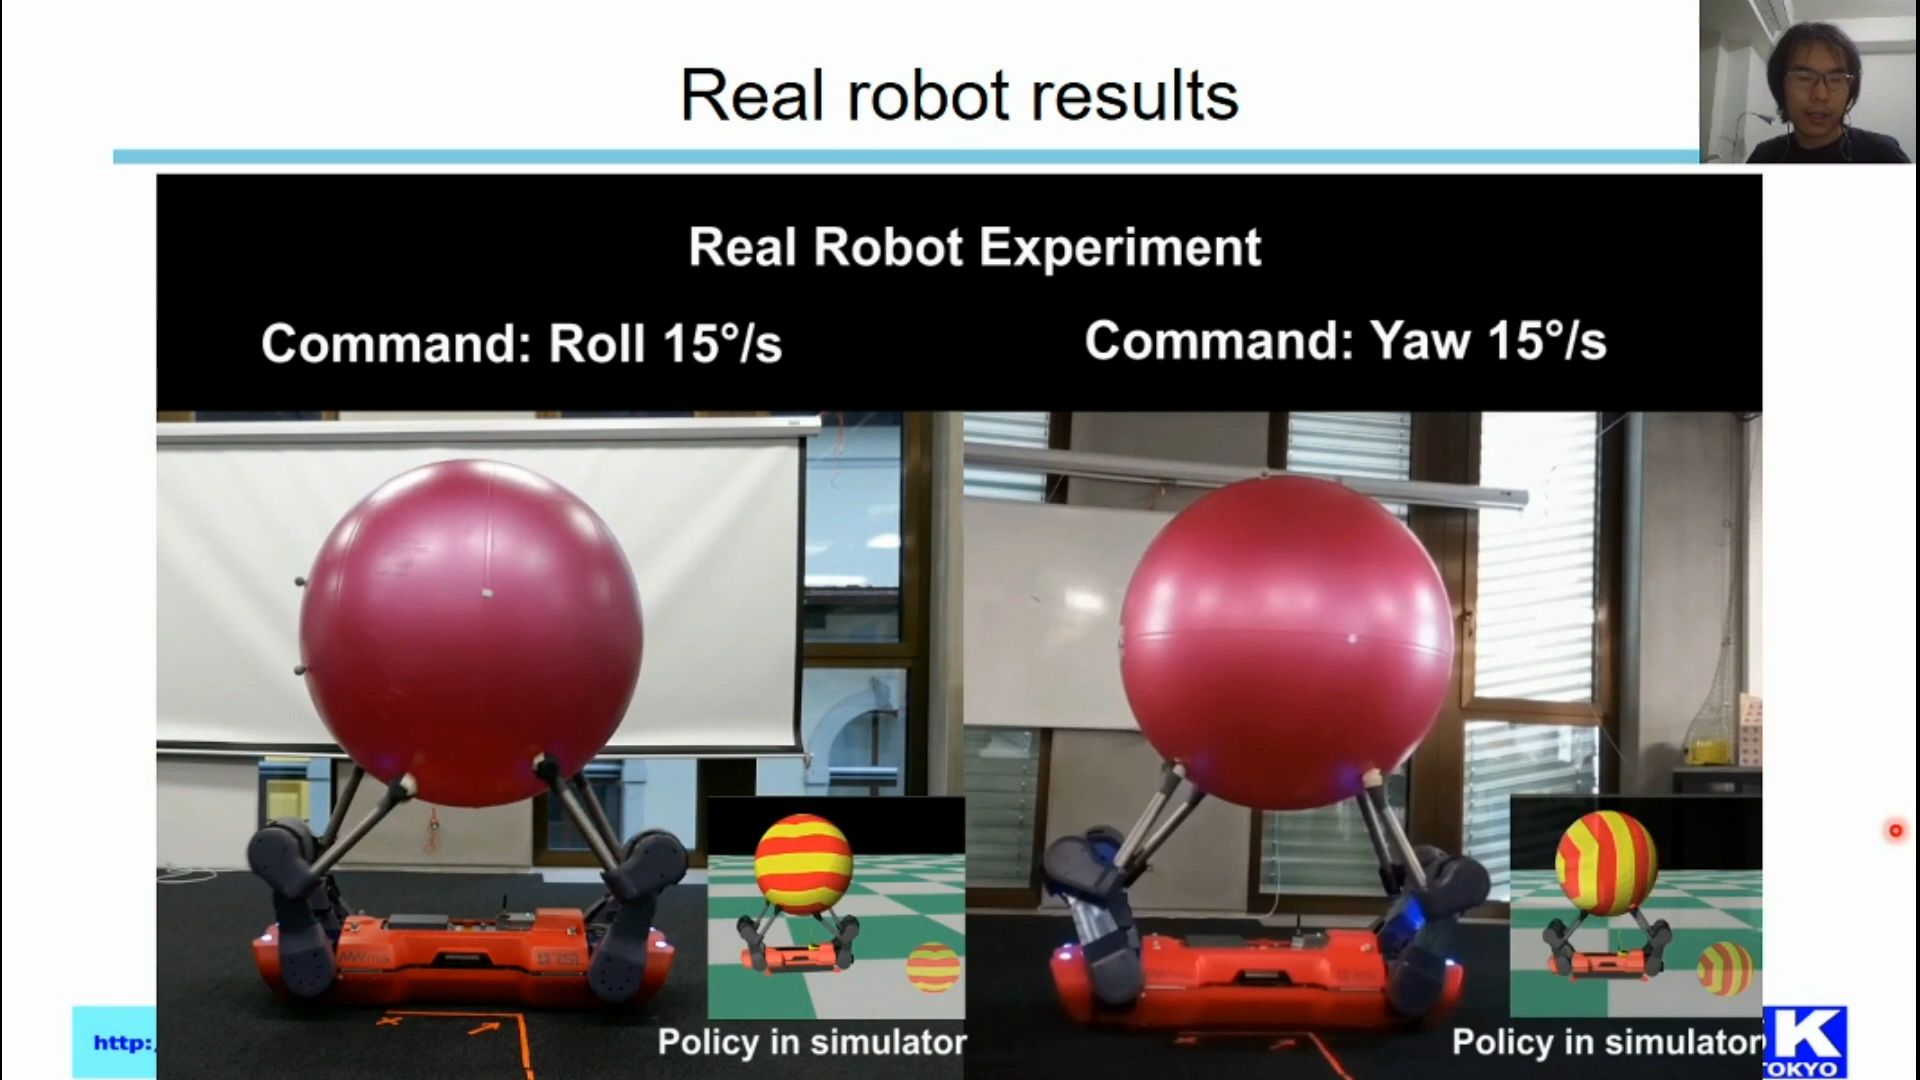 Real robot results
Real Robot Experiment
Command: Roll 15°/s
Command: Yaw 15°/s
RSL
Policy in simulator
Policy in simulator
http:
K
TOKYO